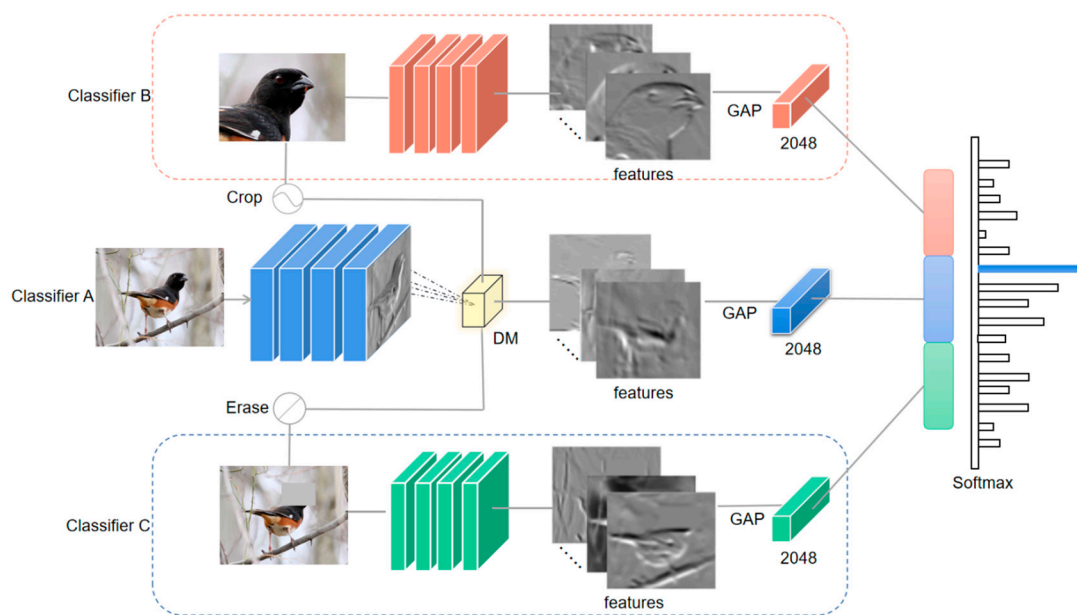 Classifier B
GAP
2048
features
Crop
Classifier A
DM
GAP
2048
features
Erase
Softmax
Classifier C
GAP
2048
features